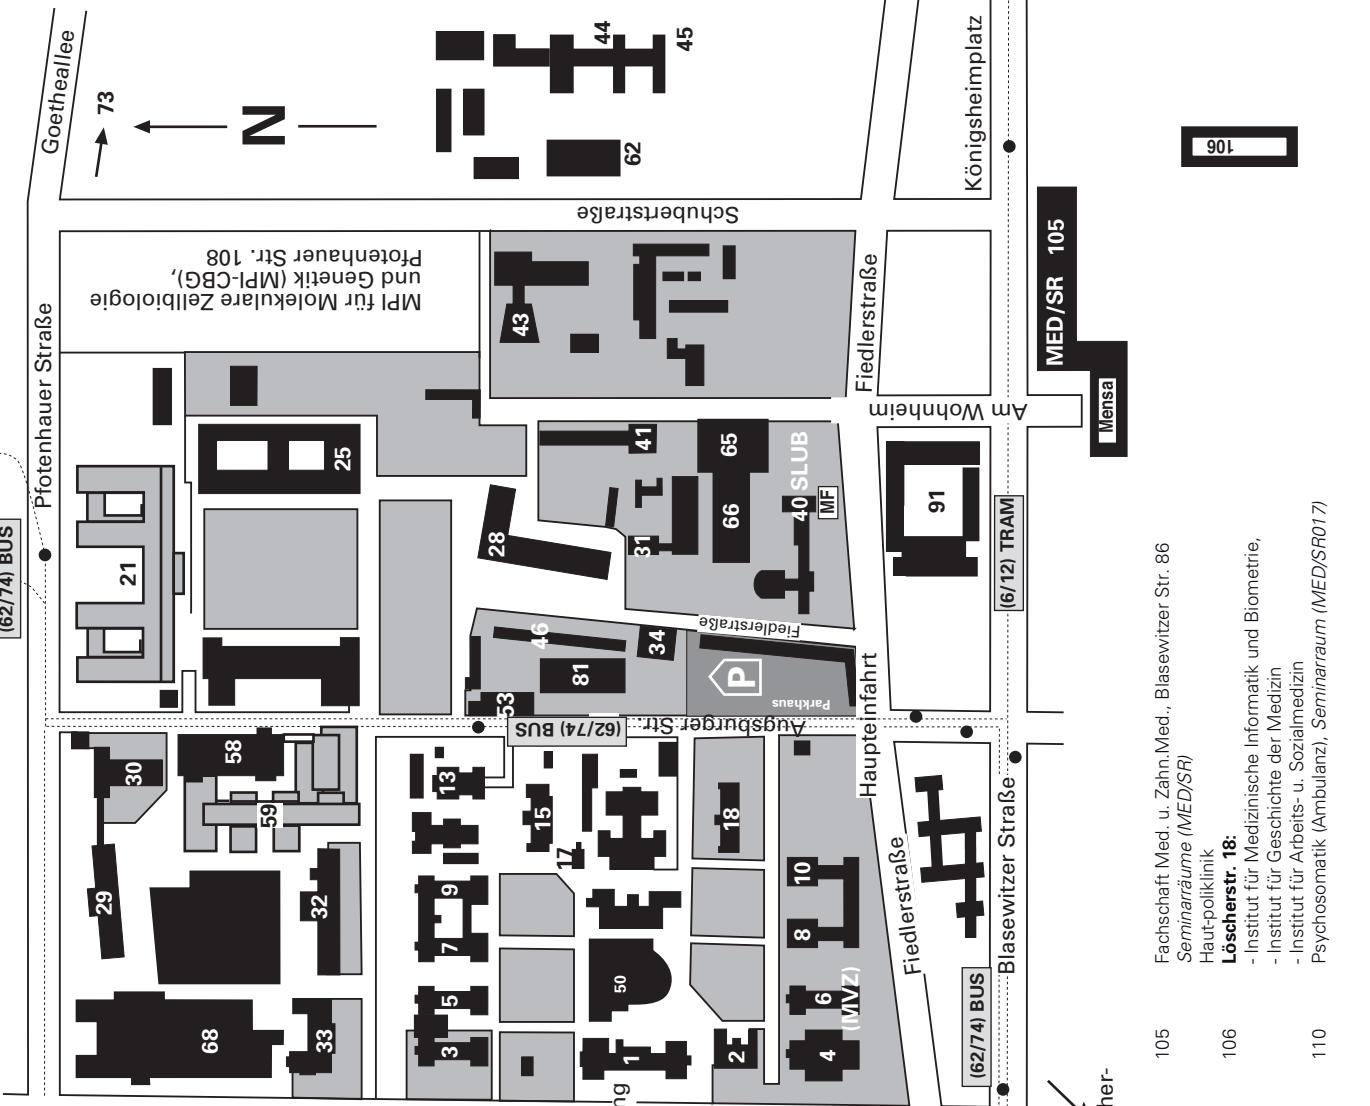 Goetheallee
73
N
44
45
62
Königsheimplatz
106
Schubertstraße
MPI für Molekulare Zellbiologie
und Genetik (MPI-CBG),
Pfotenhauer Str. 108
Pfotenhauer Straße
43
Fiedlerstraße
MED/SR 105
Mensa
Am Wohnheim
(62/74) BUS
21
25
28
41
31
65
66
40 SLUB
MF
91
(6/12) TRAM
46
34
81
53
Fiedlerstraße
P
Parkhaus
Haupteinfahrt
(62/74) BUS
Augsburger Str.
30
58
59
29
32
68
33
13
15
17
18
9
7
5
3
50
1
2
10
8
6
(MVZ)
4
Fiedlerstraße
Blasewitzer Straße
(62/74) BUS
ng
her-
105 Fachschaft Med. u. Zahn.Med., Blasewitzer Str. 86
Seminarräume (MED/SR)
Haut-poliklinik
106 Löscherstr. 18:
- Institut für Medizinische Informatik und Biometrie,
- Institut für Geschichte der Medizin
- Institut für Arbeits- u. Sozialmedizin
110 Psychosomatik (Ambulanz), Seminarraum (MED/SR017)